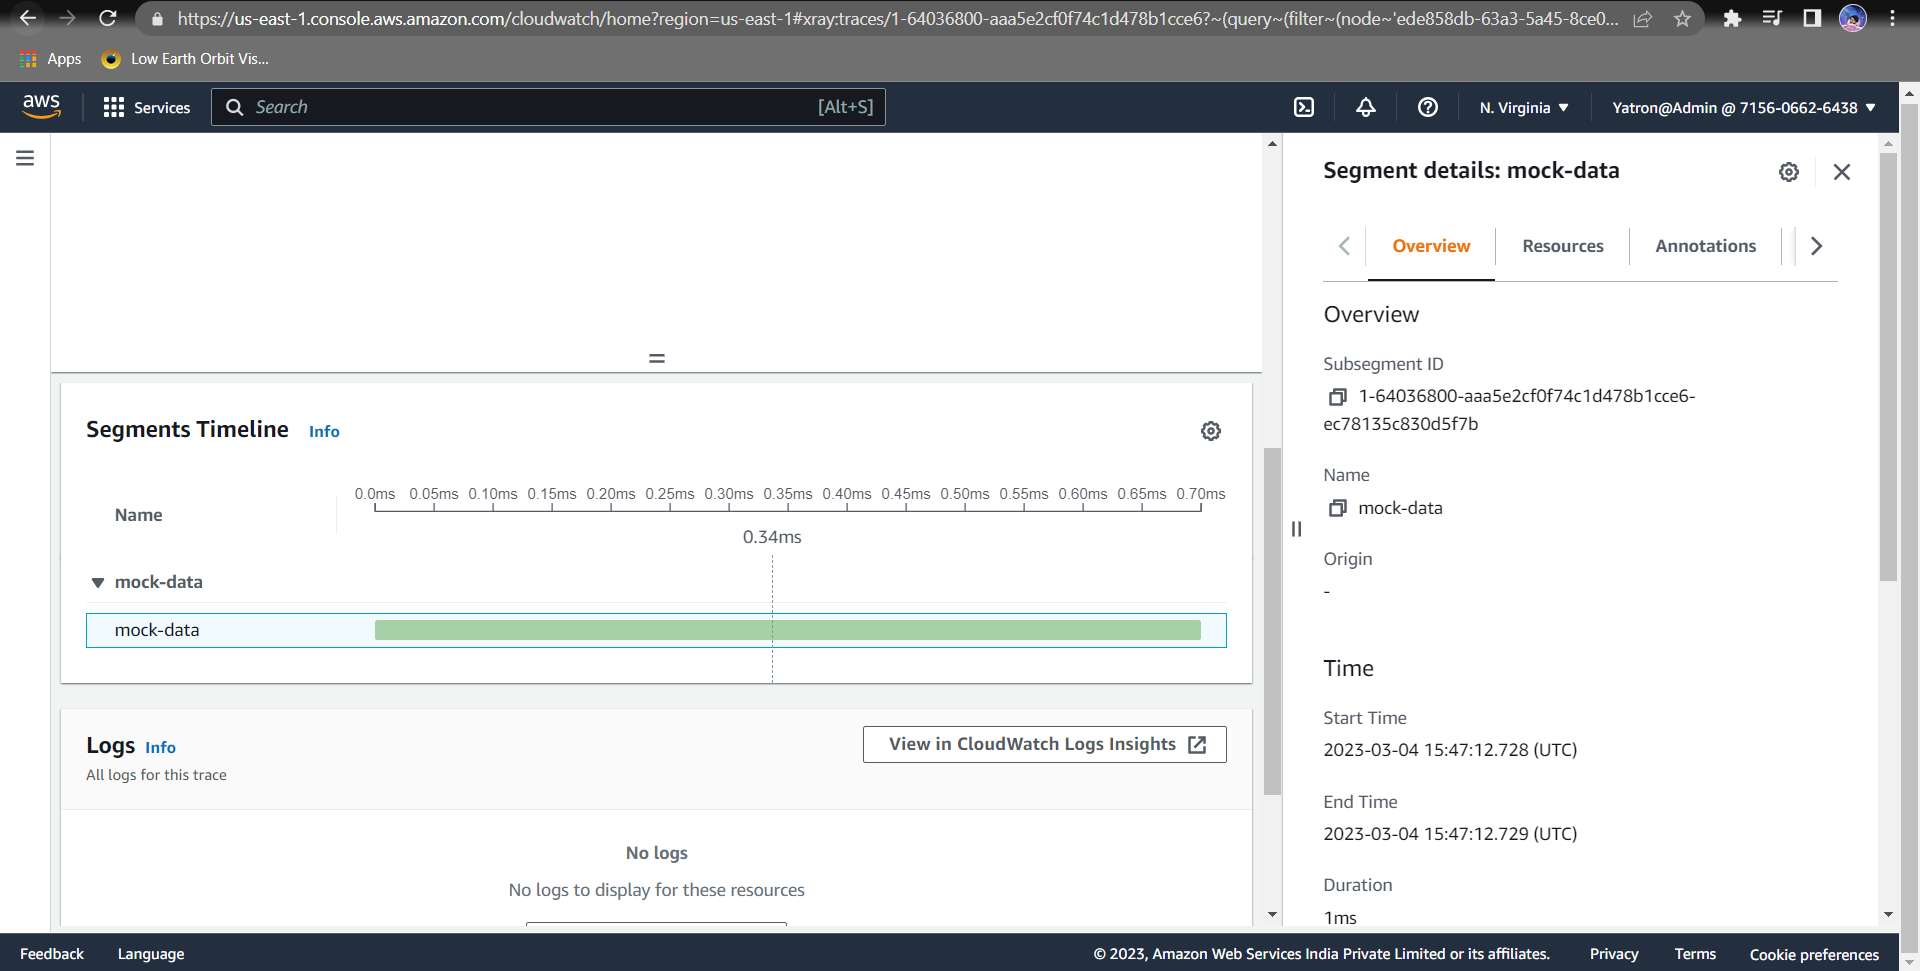 https://us-east-1.console.aws.amazon.com/cloudwatch/home?region=us-east-1#xray:traces/1-64036800-aaa5e2cf0f74c1d478b1cce6?~(query~(filter~(node~'ede858db-63a3-5a45-8ce0...
Apps Low Earth Orbit Vis...
aws Services Search [Alt+S] N. Virginia Yatron@Admin @ 7156-0662-6438
Segments Timeline Info
0.0ms 0.05ms 0.10ms 0.15ms 0.20ms 0.25ms 0.30ms 0.35ms 0.40ms 0.45ms 0.50ms 0.55ms 0.60ms 0.65ms 0.70ms
Name
0.34ms
mock-data
mock-data
Logs Info
All logs for this trace
View in CloudWatch Logs Insights
No logs
No logs to display for these resources
Segment details: mock-data
Overview Resources Annotations
Overview
Subsegment ID
1-64036800-aaa5e2cf0f74c1d478b1cce6-
ec78135c830d5f7b
Name
mock-data
Origin
-
Time
Start Time
2023-03-04 15:47:12.728 (UTC)
End Time
2023-03-04 15:47:12.729 (UTC)
Duration
1ms
Feedback Language © 2023, Amazon Web Services India Private Limited or its affiliates. Privacy Terms Cookie preferences